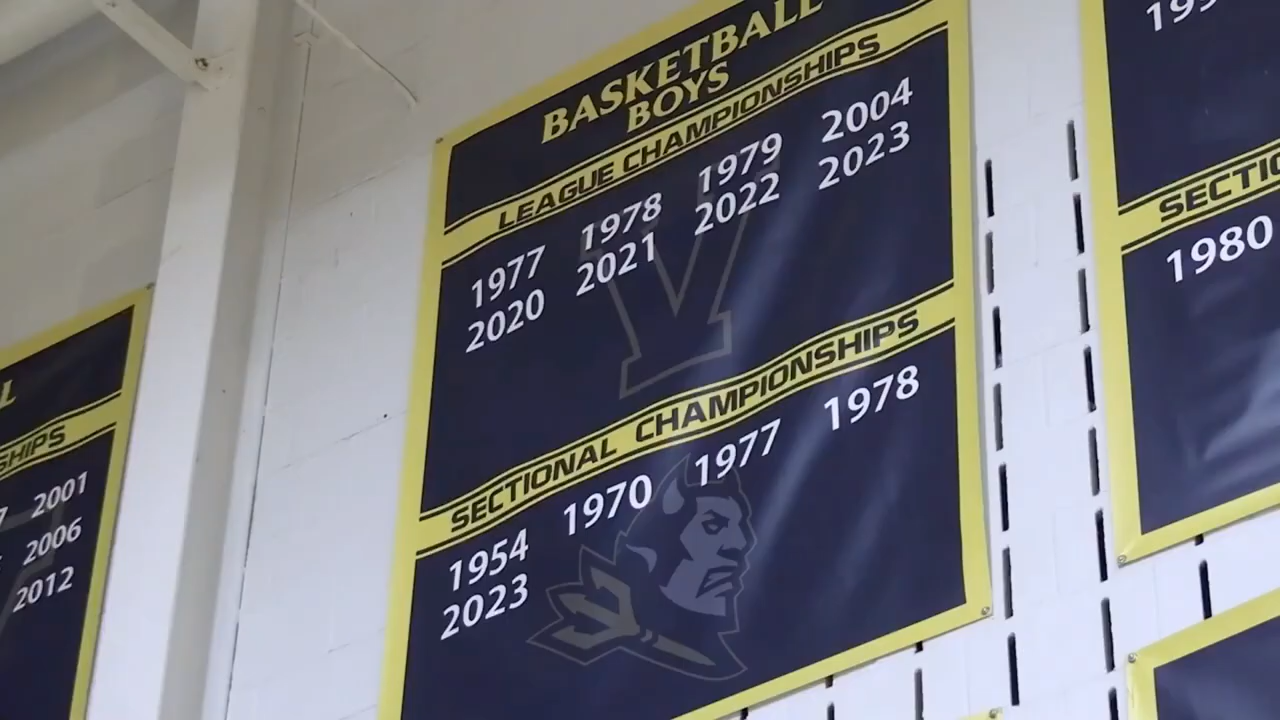 BASKETBALL
BOYS
LEAGUE CHAMPIONSHIPS
1977 1978 1979 2004
2020 2021 2022 2023
V
SECTIONAL CHAMPIONSHIPS
1954 1970 1977 1978
2023
2001
2006
2012
1980